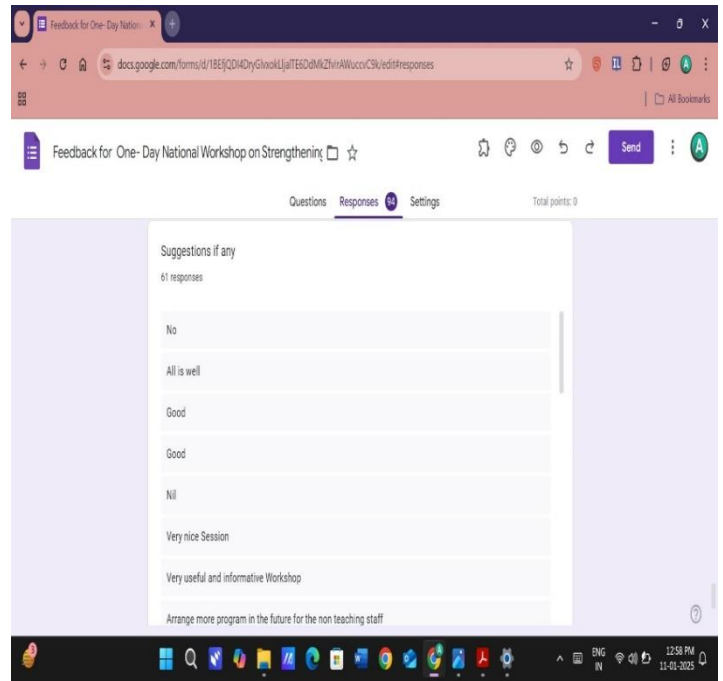 Feedback for One- Day Nation
docs.google.com/forms/d/
/edit#responses
All Bookmarks
Feedback for One- Day National Workshop on Strengthening
Send
A
Questions Responses 94 Settings Total points: 0
Suggestions if any
61 responses
No
All is well
Good
Good
Nil
Very nice Session
Very useful and informative Workshop
Arrange more program in the future for the non teaching staff
ENG
IN
12:58 PM
11-01-2025